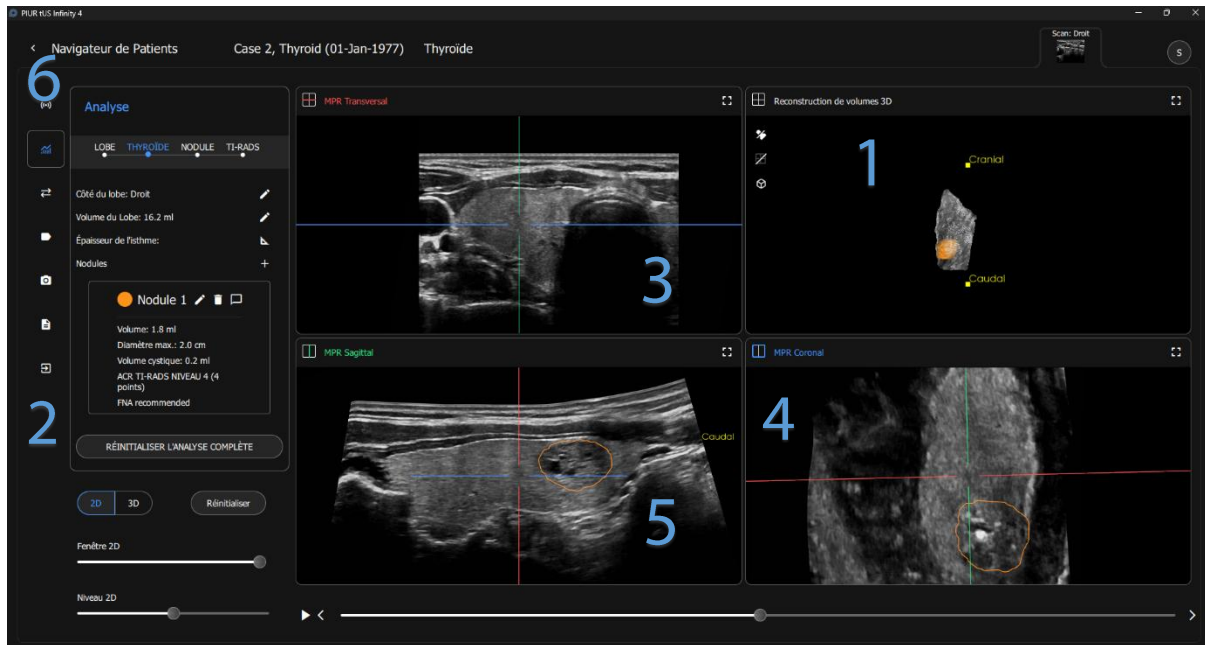 PIUR tUS Infinity 4
Navigateur de Patients
Case 2, Thyroid (01-Jan-1977)
Thyroïde
Scan: Droit
S
6
Analyse
LOBE THYROÏDE NODULE TI-RADS
Côté du lobe: Droit
Volume du Lobe: 16.2 ml
Épaisseur de l'isthme:
Nodules
Nodule 1
Volume: 1.8 ml
Diamètre max.: 2.0 cm
Volume cystique: 0.2 ml
ACR TI-RADS NIVEAU 4 (4
points)
FNA recommended
2
RÉINITIALISER L'ANALYSE COMPLÈTE
2D
3D
Réinitialiser
Fenêtre 2D
Niveau 2D
MPR Transversal
3
Reconstruction de volumes 3D
1
Cranial
Caudal
MPR Sagittal
Caudal
5
MPR Coronal
4